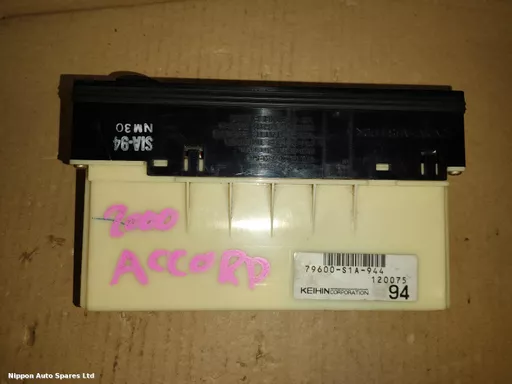 SIA-94
NM30
2000
ACCORD
79600-S1A-944
120075
KEIHIN CORPORATION
94
Nippon Auto Spares Ltd